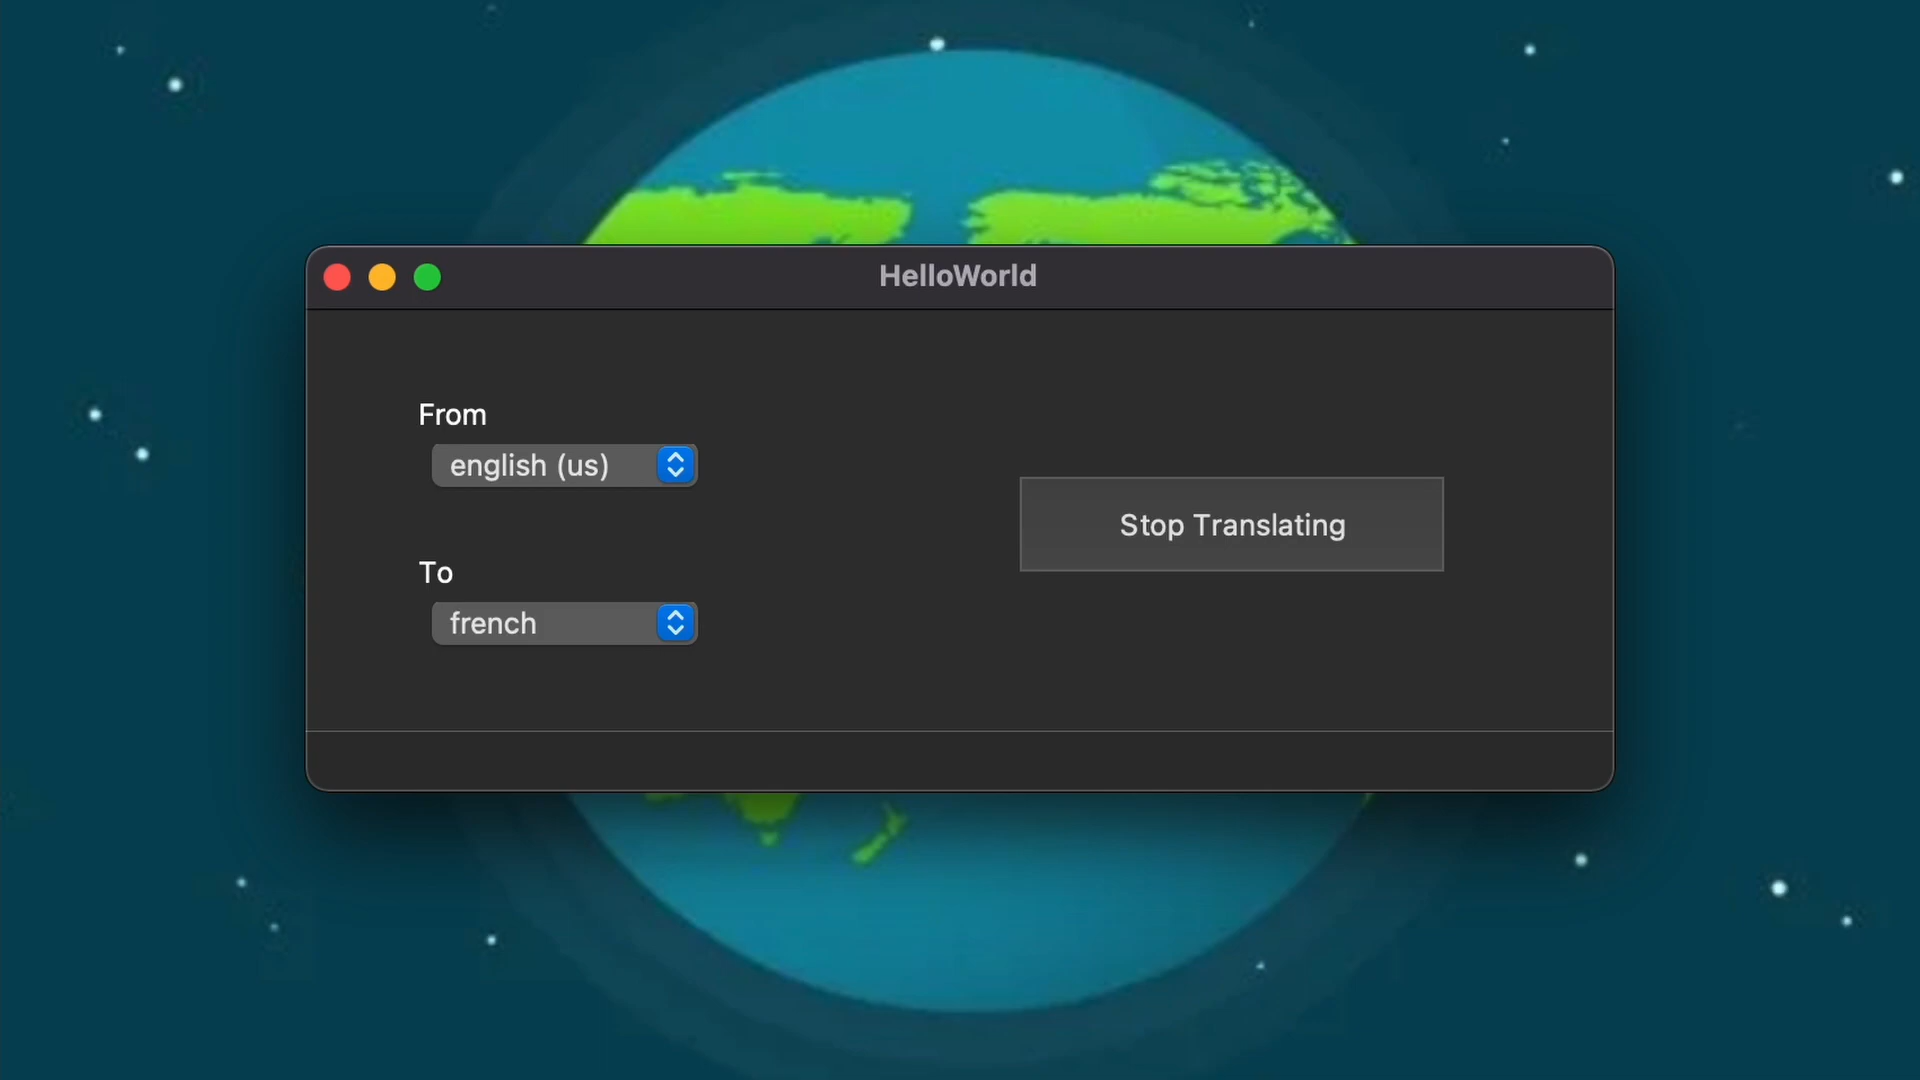 HelloWorld
From
english (us)
To
french
Stop Translating